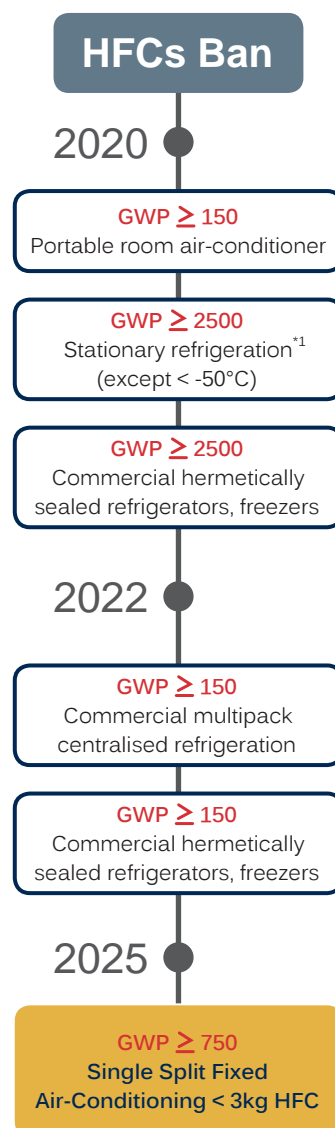 HFCs Ban
2020
GWP ≥ 150
Portable room air-conditioner
GWP ≥ 2500
Stationary refrigeration*1
(except < -50°C)
GWP ≥ 2500
Commercial hermetically
sealed refrigerators, freezers
2022
GWP ≥ 150
Commercial multipack
centralised refrigeration
GWP ≥ 150
Commercial hermetically
sealed refrigerators, freezers
2025
GWP ≥ 750
Single Split Fixed
Air-Conditioning < 3kg HFC